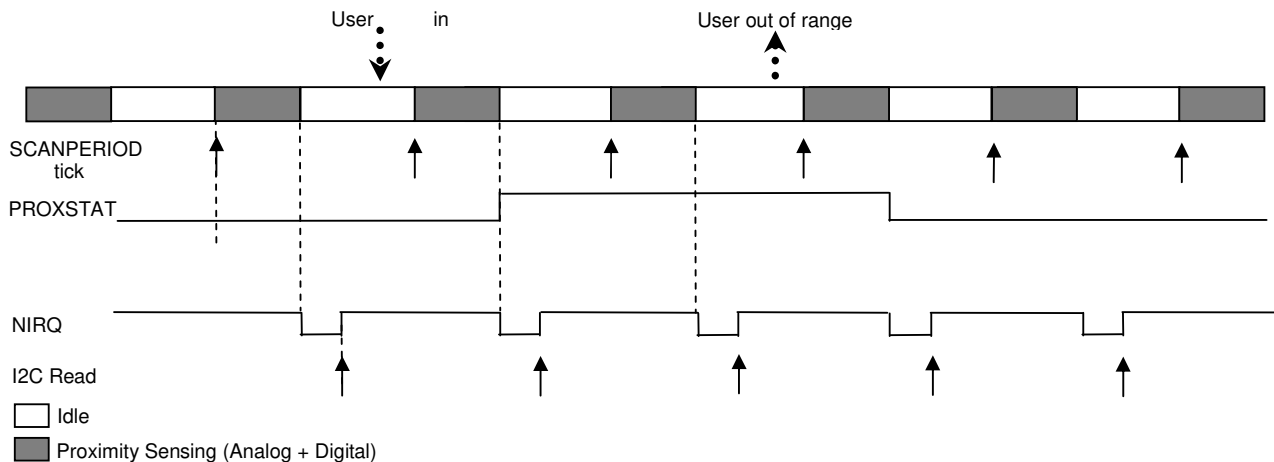 User in
User out of range
SCANPERIOD
tick
PROXSTAT
NIRQ
I2C Read
Idle
Proximity Sensing (Analog + Digital)